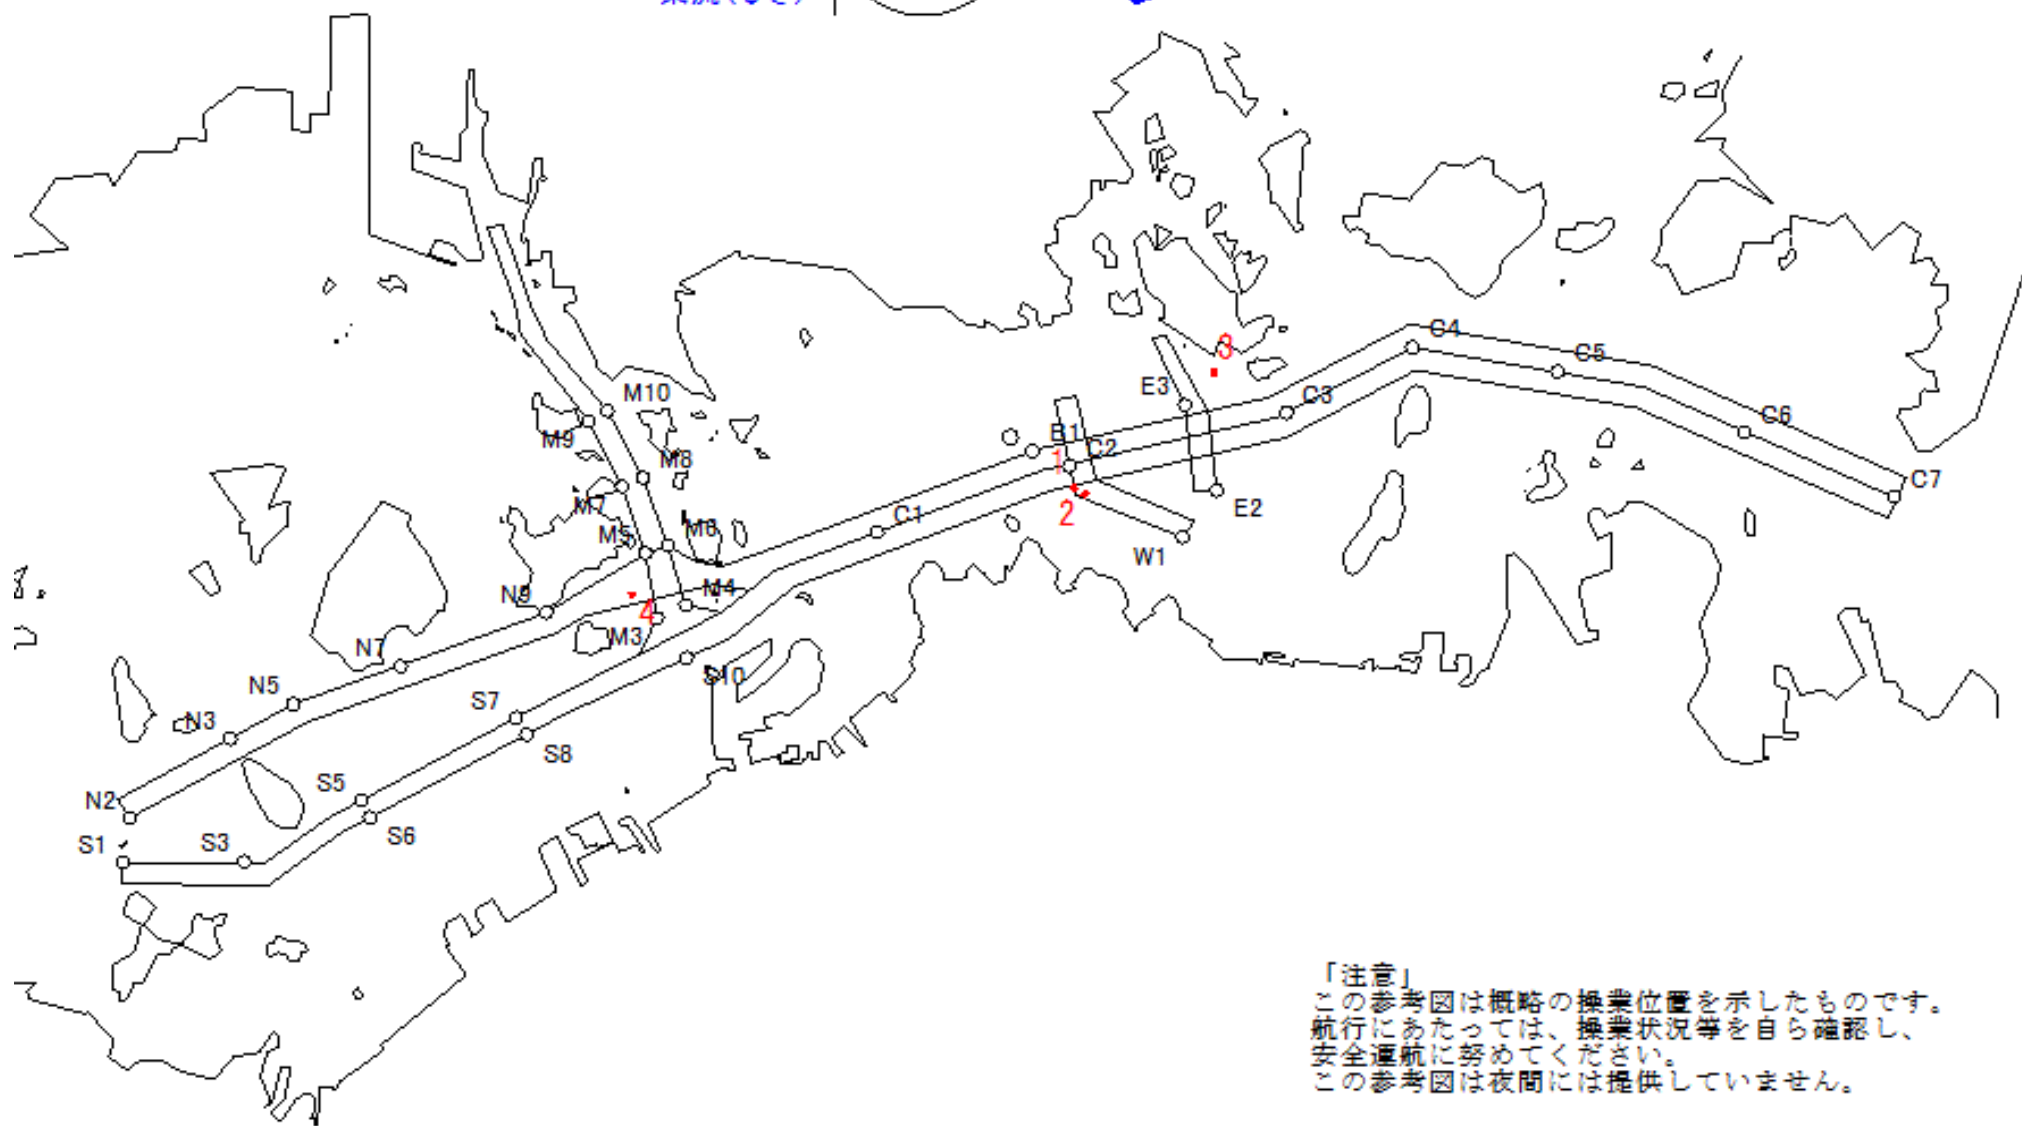 C4
3
C5
E3
M10
C3
B1
C6
M9
C2
1
M8
C7
M7
2
E2
C1
M5
M6
W1
N9
M4
4
M3
N7
S10
N5
S7
N3
S8
S5
N2
S6
S1
S3
「注意」
この参考図は概略の操業位置を示したものです。
航行にあたっては、操業状況等を自ら確認し、
安全運航に努めてください。
この参考図は夜間には提供していません。